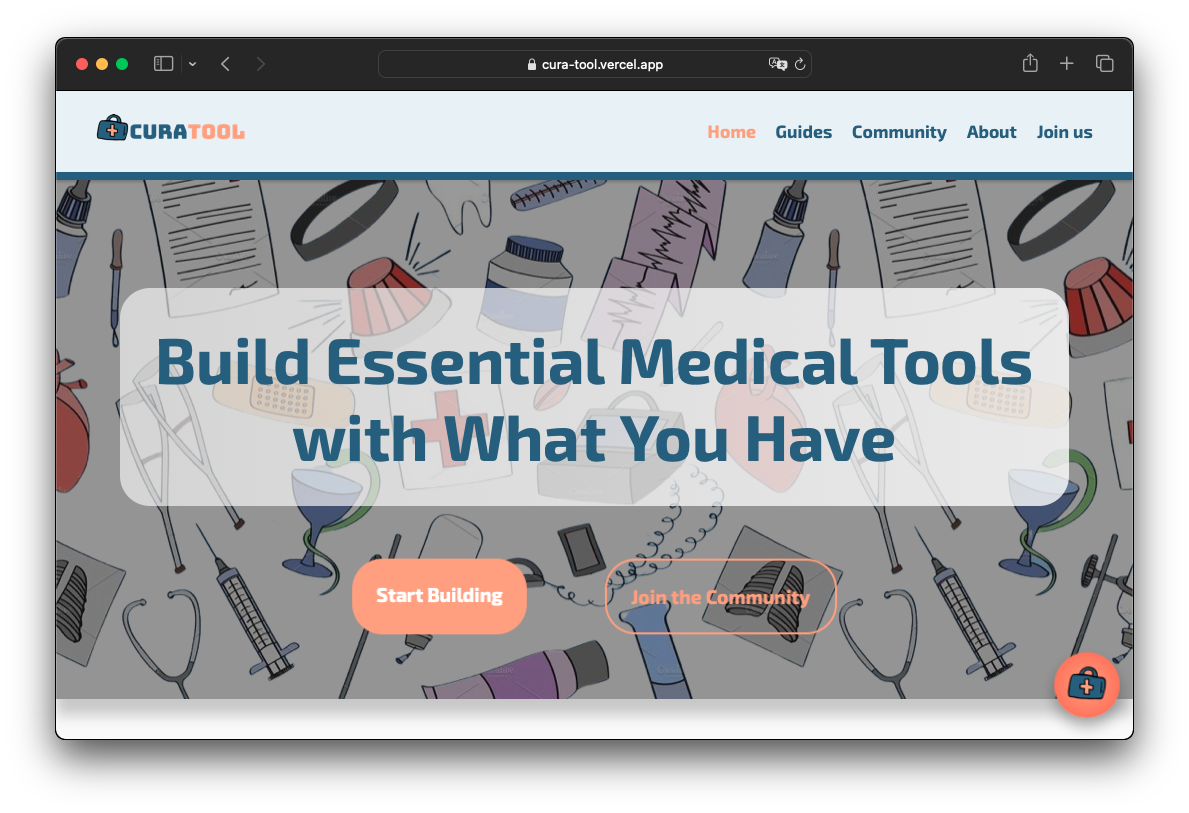 cura-tool.vercel.app
CURATOOL
Home Guides Community About Join us
Build Essential Medical Tools
with What You Have
Start Building
Join the Community